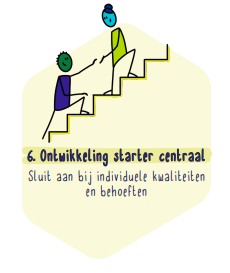 6. Ontwikkeling starter centraal
Sluit aan bij individuele kwaliteiten
en behoeften